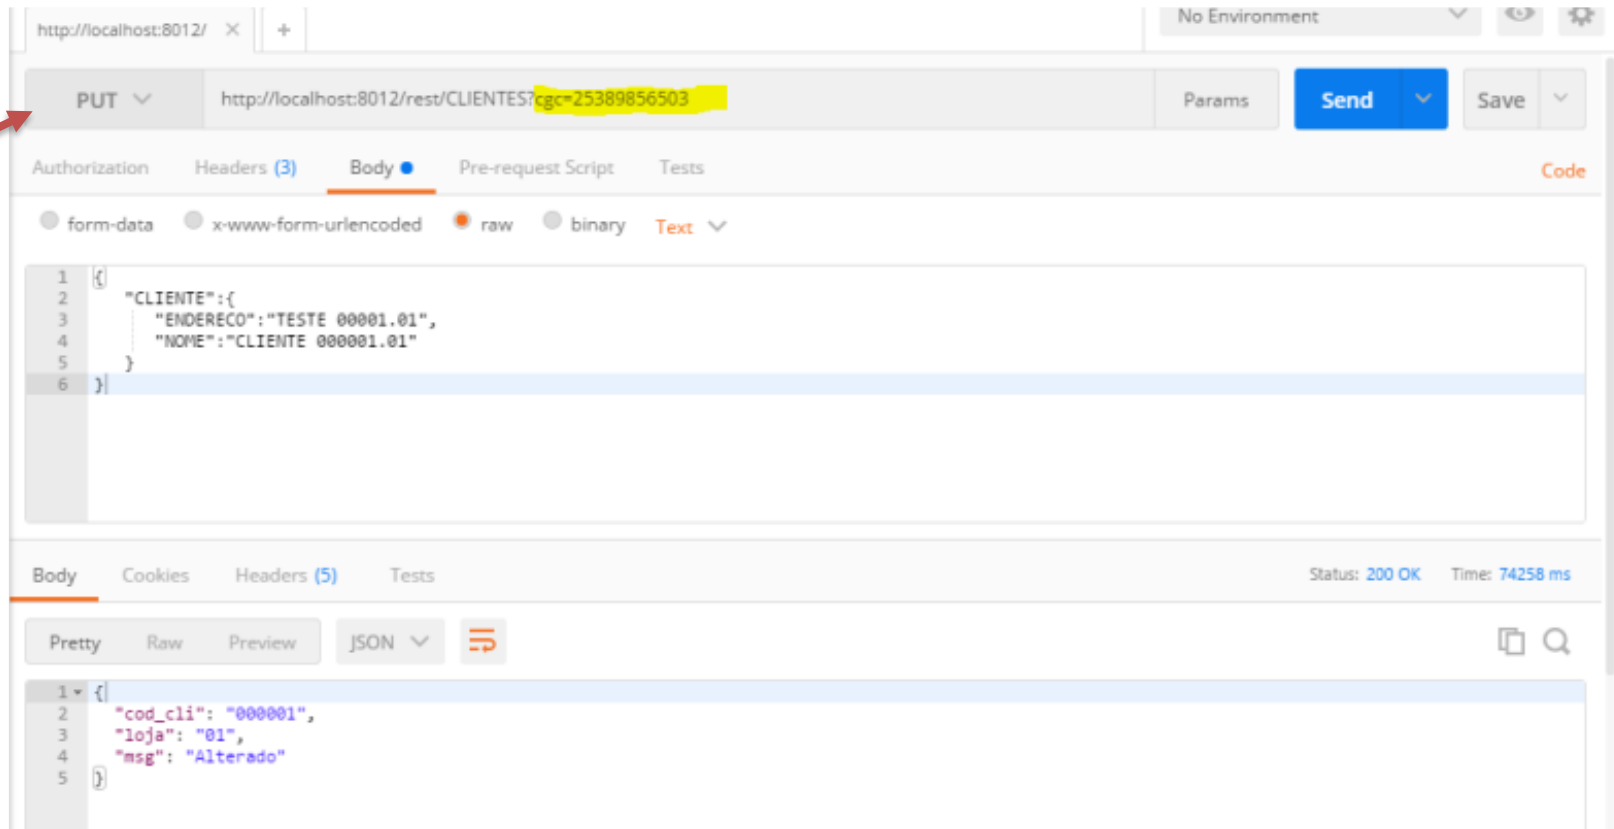 No Environment
http://localhost:8012/
PUT http://localhost:8012/rest/CLIENTES?cgc=25389856503 Params Send Save
Authorization Headers (3) Body Pre-request Script Tests Code
form-data x-www-form-urlencoded raw binary Text
1 {
2 "CLIENTE":{
3 "ENDERECO":"TESTE 00001.01",
4 "NOME":"CLIENTE 000001.01"
5 }
6 }
Body Cookies Headers (5) Tests Status: 200 OK Time: 74258 ms
Pretty Raw Preview JSON
1 {
2 "cod_cli": "000001",
3 "loja": "01",
4 "msg": "Alterado"
5 }